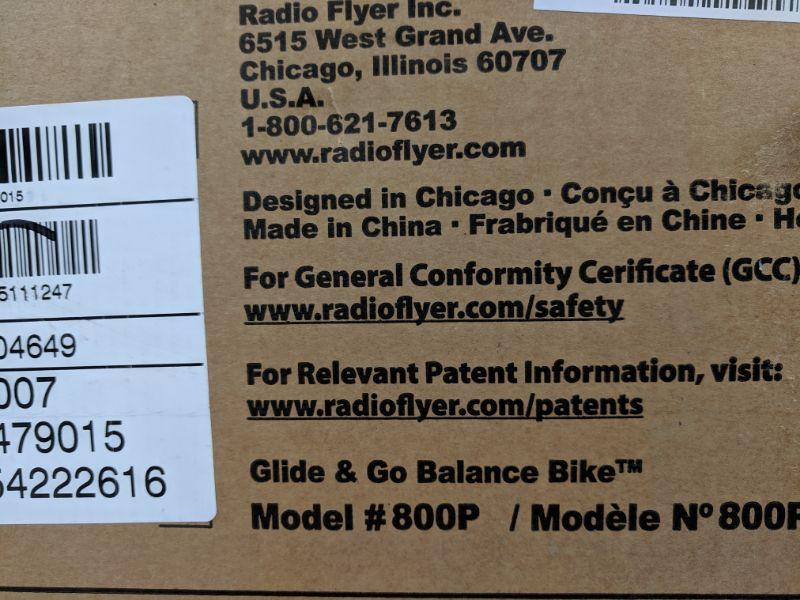 Radio Flyer Inc.
6515 West Grand Ave.
Chicago, Illinois 60707
U.S.A.
1-800-621-7613
www.radioflyer.com
Designed in Chicago · Conçu à Chicago
Made in China · Frabriqué en Chine ·
For General Conformity Cerificate (GCC)
www.radioflyer.com/safety
For Relevant Patent Information, visit:
www.radioflyer.com/patents
Glide & Go Balance Bike™
Model #800P / Modèle Nº 800P
015
5111247
04649
007
479015
54222616